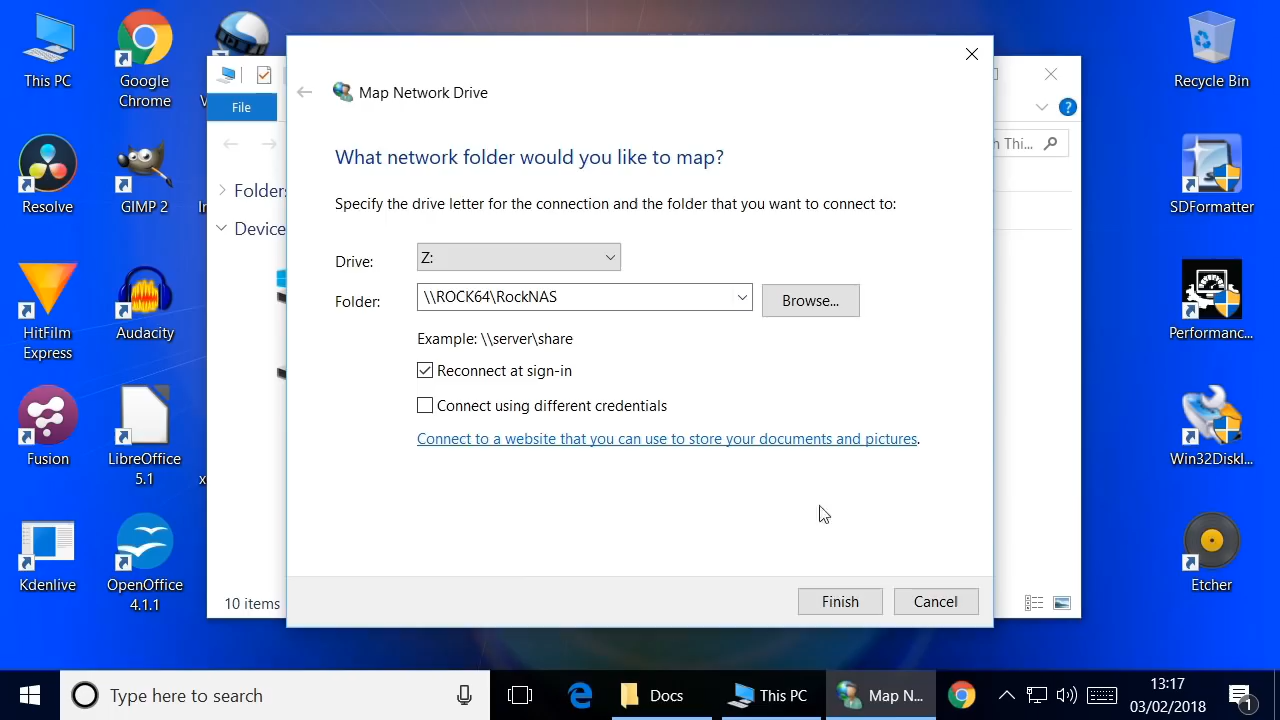 This PC
Google
Chrome
Resolve
GIMP 2
HitFilm
Express
Audacity
Fusion
LibreOffice
5.1
Kdenlive
OpenOffice
4.1.1
File
Folders
Device
10 items
Map Network Drive
What network folder would you like to map?
Specify the drive letter for the connection and the folder that you want to connect to:
Drive:
Z:
Folder:
\\ROCK64\RockNAS
Browse...
Example: \\server\share
Reconnect at sign-in
Connect using different credentials
Connect to a website that you can use to store your documents and pictures.
Finish
Cancel
Thi...
?
Recycle Bin
SDFormatter
Performanc...
Win32DiskI...
Etcher
Type here to search
Docs
This PC
Map N...
13:17
03/02/2018
1